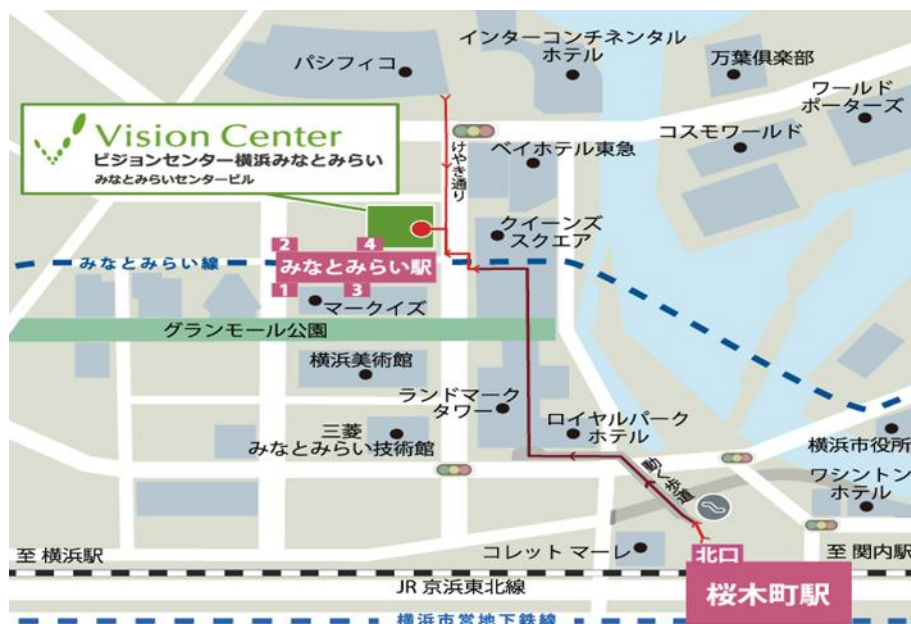 パシフィコ
インターコンチネンタル
ホテル
万葉倶楽部
ワールド
ポーターズ
コスモワールド
Vision Center
ビジョンセンター横浜みなとみらい
みなとみらいセンタービル
けやき通り
ベイホテル東急
クイーンズ
スクエア
2
4
みなとみらい線
みなとみらい駅
1
3
マークイズ
グランモール公園
横浜美術館
ランドマーク
タワー
三菱
みなとみらい技術館
ロイヤルパーク
ホテル
横浜市役所
動く歩道
ワシントン
ホテル
至 横浜駅
コレット マーレ
北口
至 関内駅
JR 京浜東北線
桜木町駅
横浜市営地下鉄線